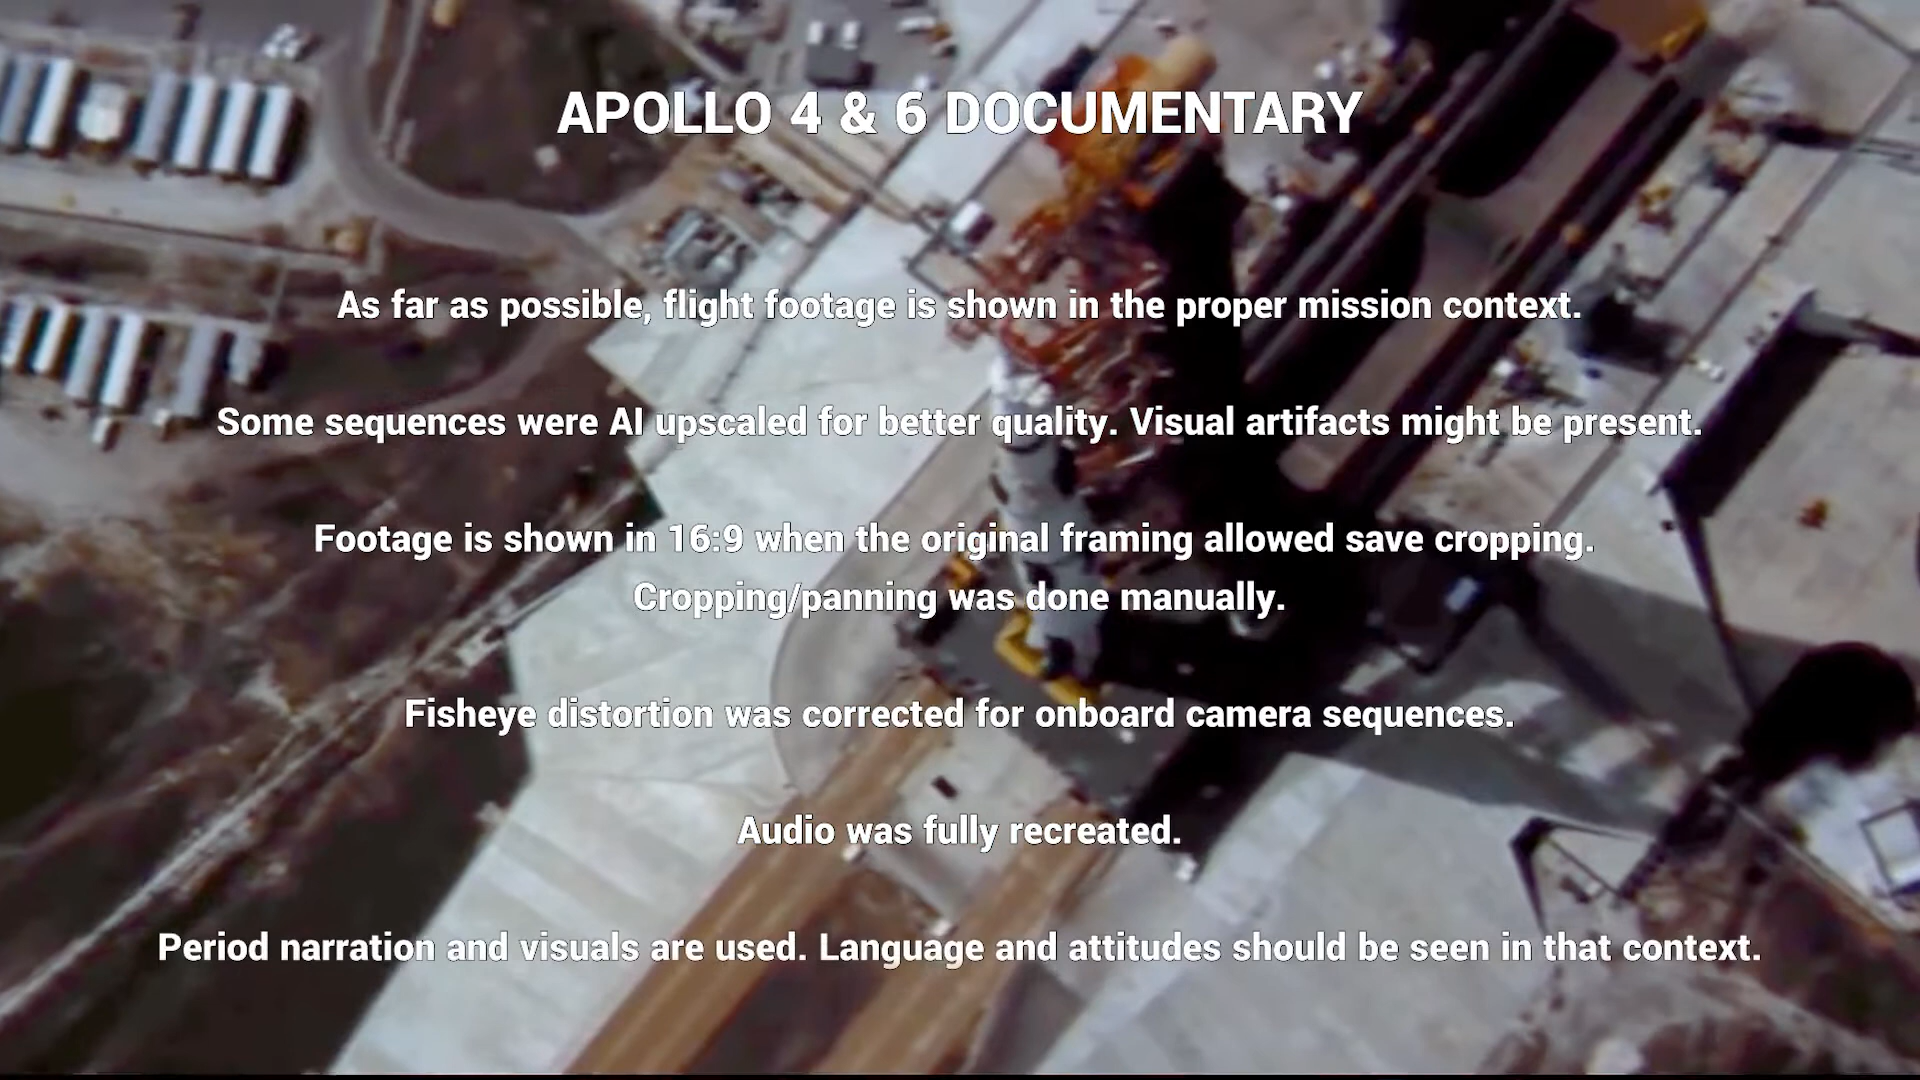 APOLLO 4 & 6 DOCUMENTARY
As far as possible, flight footage is shown in the proper mission context.
Some sequences were AI upscaled for better quality. Visual artifacts might be present.
Footage is shown in 16:9 when the original framing allowed save cropping.
Cropping/panning was done manually.
Fisheye distortion was corrected for onboard camera sequences.
Audio was fully recreated.
Period narration and visuals are used. Language and attitudes should be seen in that context.